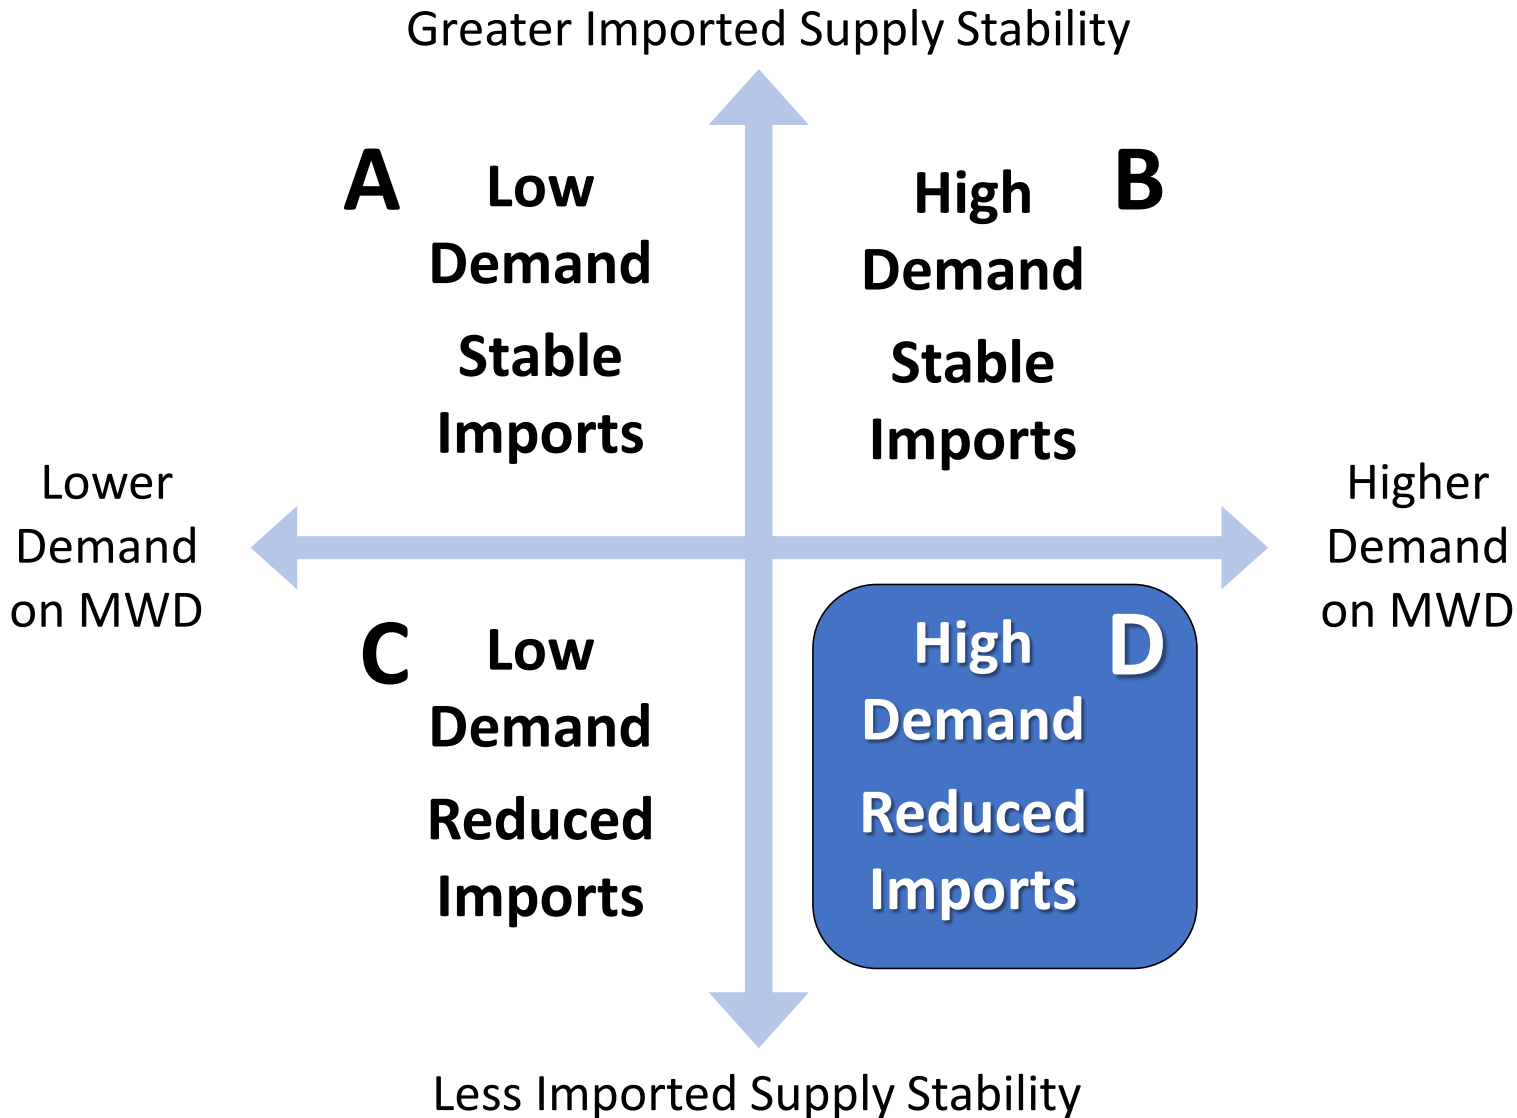 Greater Imported Supply Stability
A
Low
Demand
Stable
Imports
High
Demand
Stable
Imports
B
Lower
Demand
on MWD
Higher
Demand
on MWD
C
Low
Demand
Reduced
Imports
High
Demand
Reduced
Imports
D
Less Imported Supply Stability